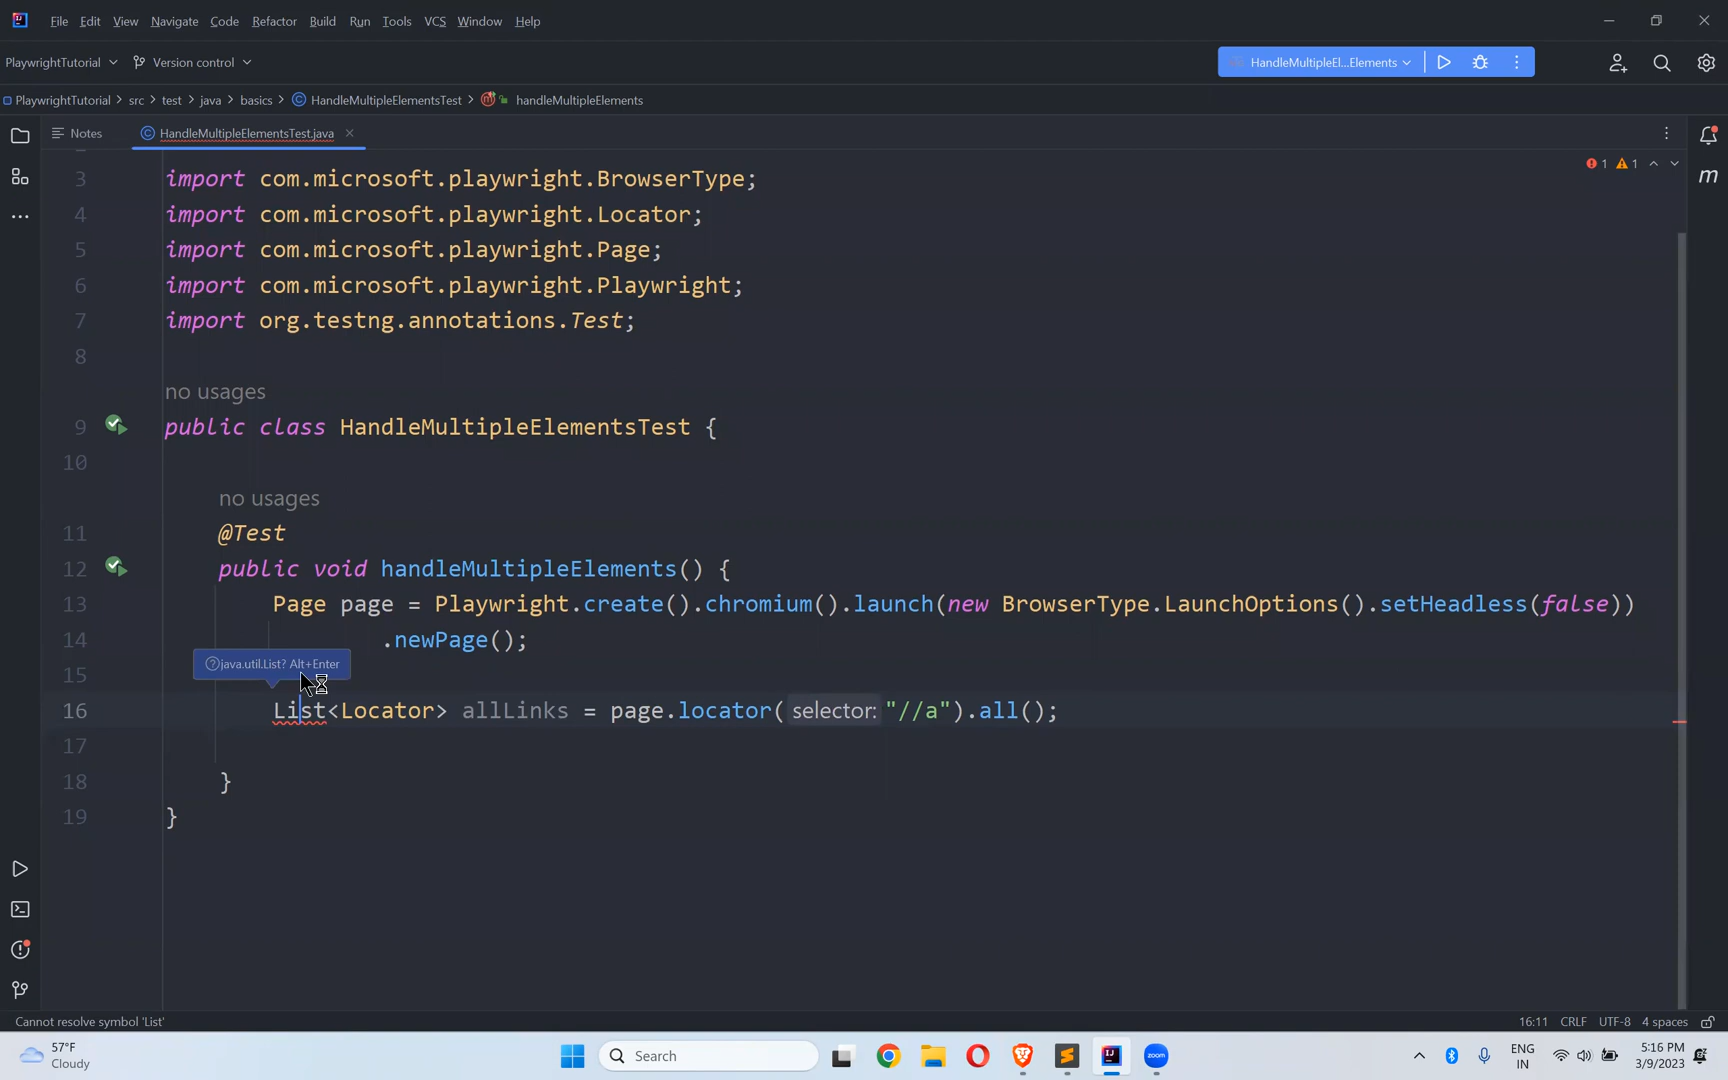 File Edit View Navigate Code Refactor Build Run Tools VCS Window Help
PlaywrightTutorial Version control HandleMultipleEl...Elements
PlaywrightTutorial src test java basics HandleMultipleElementsTest handleMultipleElements
Notes HandleMultipleElementsTest.java
1 1
3 import com.microsoft.playwright.BrowserType;
4 import com.microsoft.playwright.Locator;
5 import com.microsoft.playwright.Page;
6 import com.microsoft.playwright.Playwright;
7 import org.testng.annotations.Test;
8
no usages
9 public class HandleMultipleElementsTest {
10
no usages
11 @Test
12 public void handleMultipleElements() {
13 Page page = Playwright.create().chromium().launch(new BrowserType.LaunchOptions().setHeadless(false))
14 .newPage();
java.util.List? Alt+Enter
15
16 List<Locator> allLinks = page.locator( selector: "//a").all();
17
18 }
19 }
Cannot resolve symbol 'List' 16:11 CRLF UTF-8 4 spaces
57°F
Cloudy
Search
zoom
ENG
IN
5:16 PM
3/9/2023